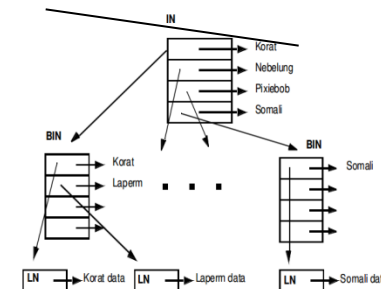 IN
Korat
Nebelung
Pixiebob
Somali
BIN
BIN
Korat
Laperm
Somali
LN
Korat data
LN
Laperm data
LN
Somali dat